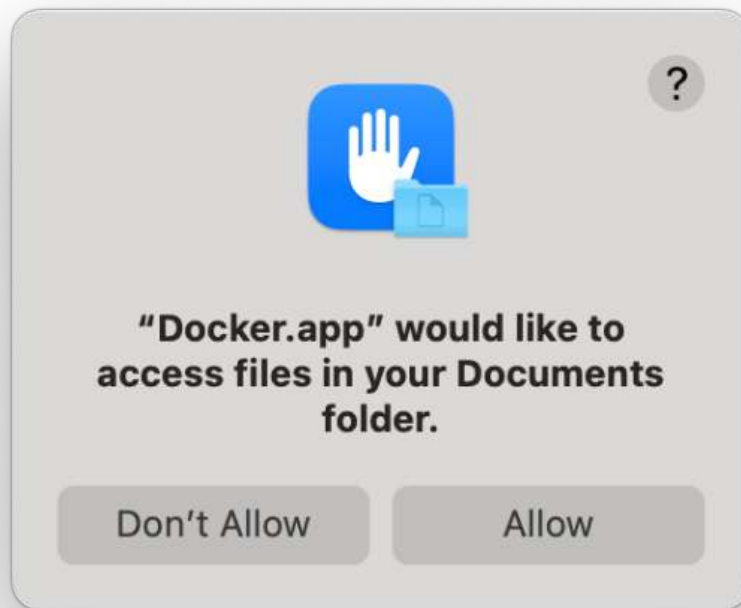 ?
“Docker.app” would like to
access files in your Documents
folder.
Don’t Allow
Allow